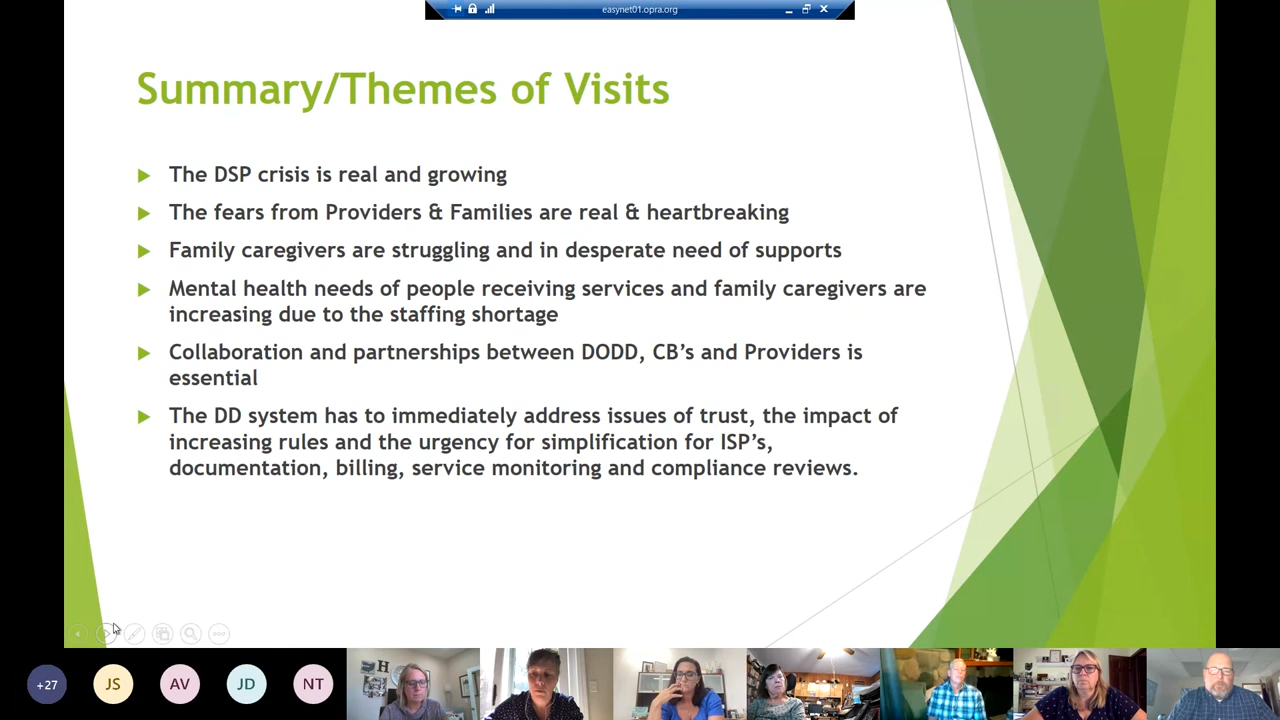 easynet01.opra.org
Summary/Themes of Visits
The DSP crisis is real and growing
The fears from Providers & Families are real & heartbreaking
Family caregivers are struggling and in desperate need of supports
Mental health needs of people receiving services and family caregivers are
increasing due to the staffing shortage
Collaboration and partnerships between DODD, CB’s and Providers is
essential
The DD system has to immediately address issues of trust, the impact of
increasing rules and the urgency for simplification for ISP’s,
documentation, billing, service monitoring and compliance reviews.
+27
JS
AV
JD
NT
H